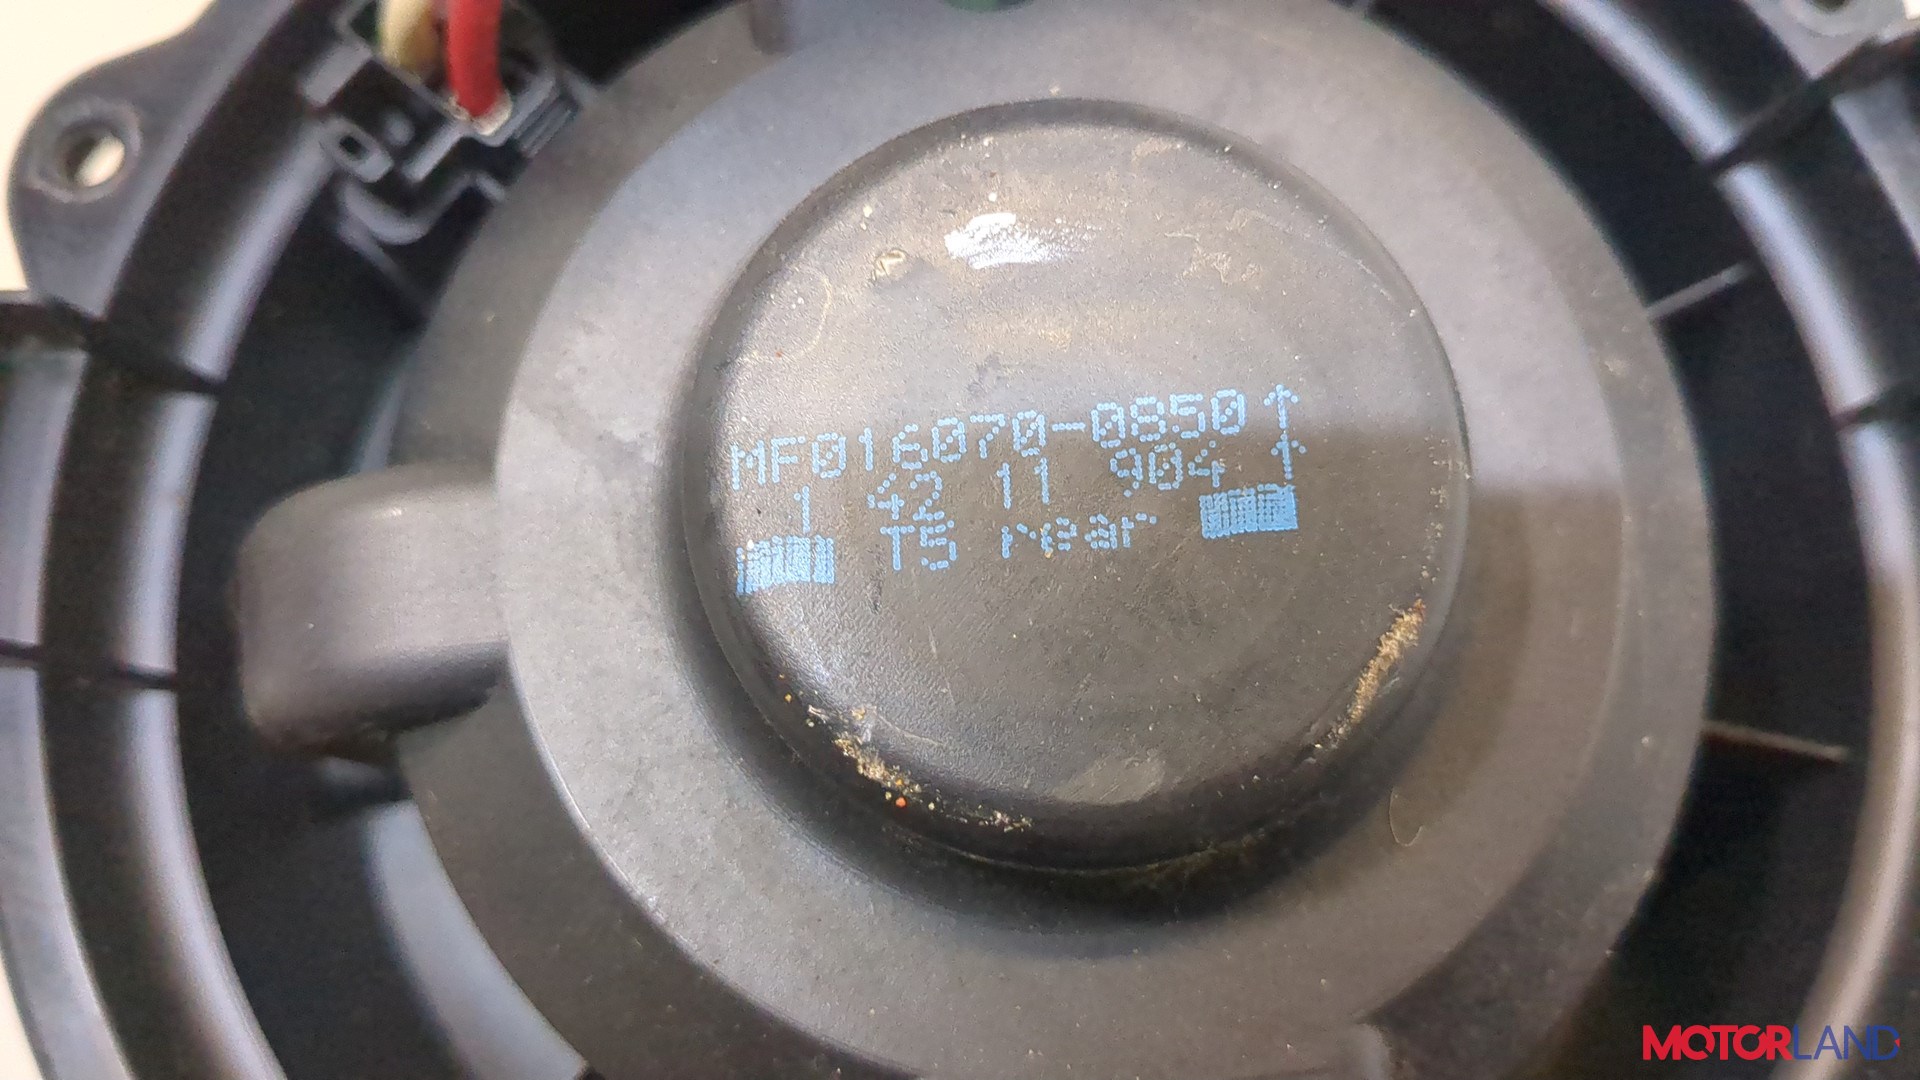 MF016070-0850↑
1 42 11 904 ↑
T5 rear
MOTORLAND